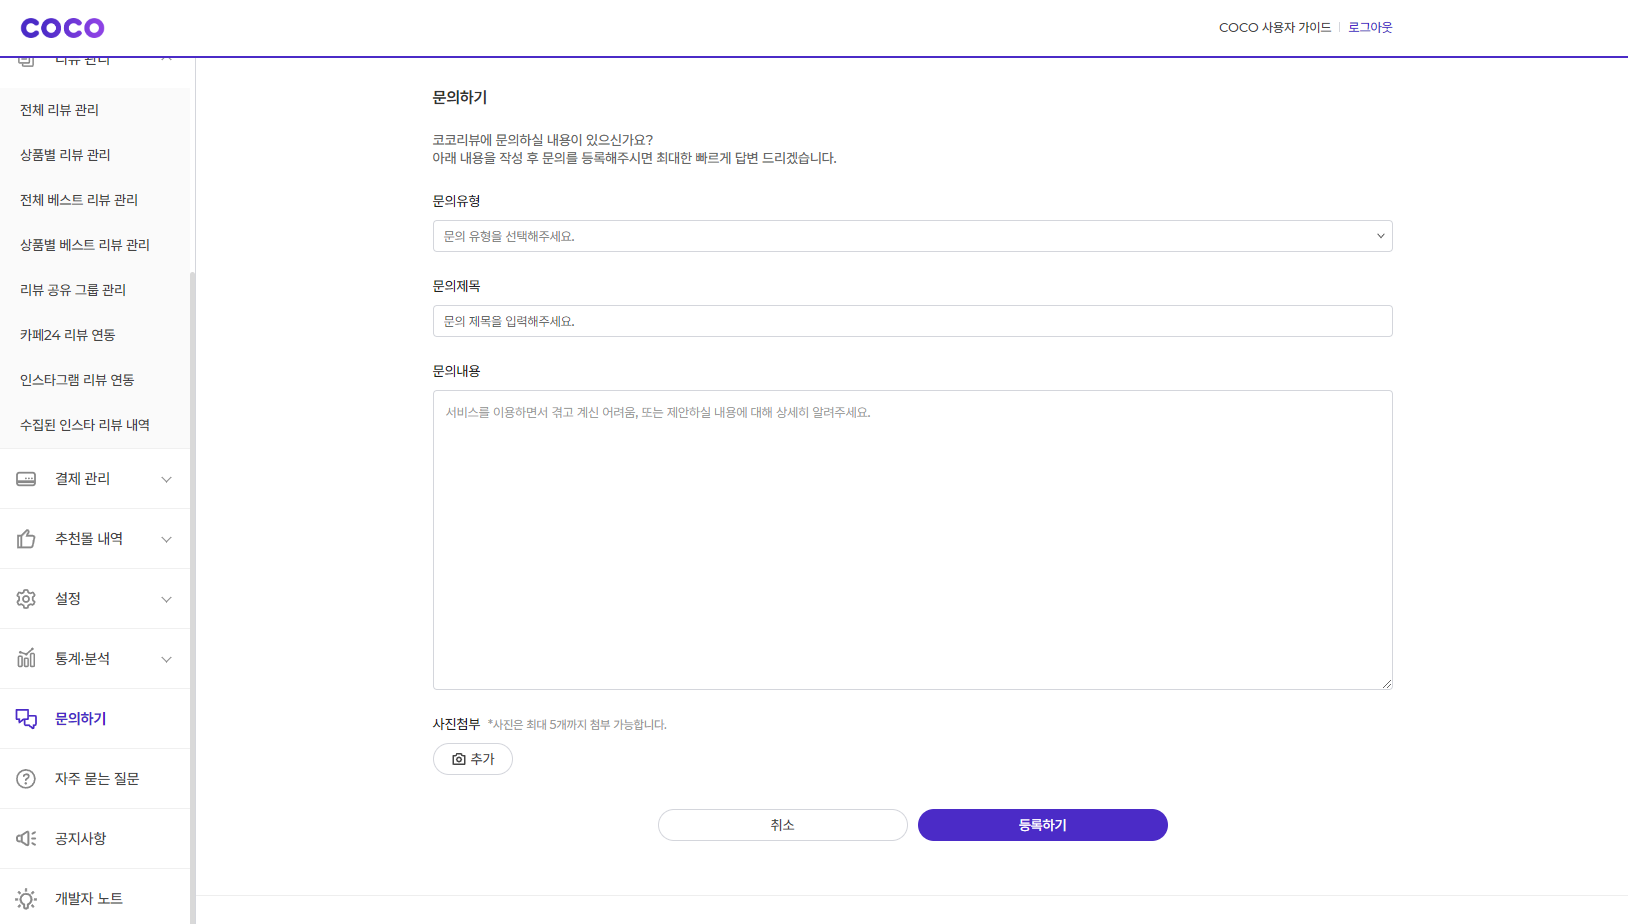 COCO
COCO 사용자 가이드
로그아웃
리뷰 관리
전체 리뷰 관리
상품별 리뷰 관리
전체 베스트 리뷰 관리
상품별 베스트 리뷰 관리
리뷰 공유 그룹 관리
카페24 리뷰 연동
인스타그램 리뷰 연동
수집된 인스타 리뷰 내역
결제 관리
추천몰 내역
설정
통계·분석
문의하기
자주 묻는 질문
공지사항
개발자 노트
문의하기
코코리뷰에 문의하실 내용이 있으신가요?
아래 내용을 작성 후 문의를 등록해주시면 최대한 빠르게 답변 드리겠습니다.
문의유형
문의 유형을 선택해주세요.
문의제목
문의 제목을 입력해주세요.
문의내용
서비스를 이용하면서 겪고 계신 어려움, 또는 제안하실 내용에 대해 상세히 알려주세요.
사진첨부 *사진은 최대 5개까지 첨부 가능합니다.
추가
취소
등록하기